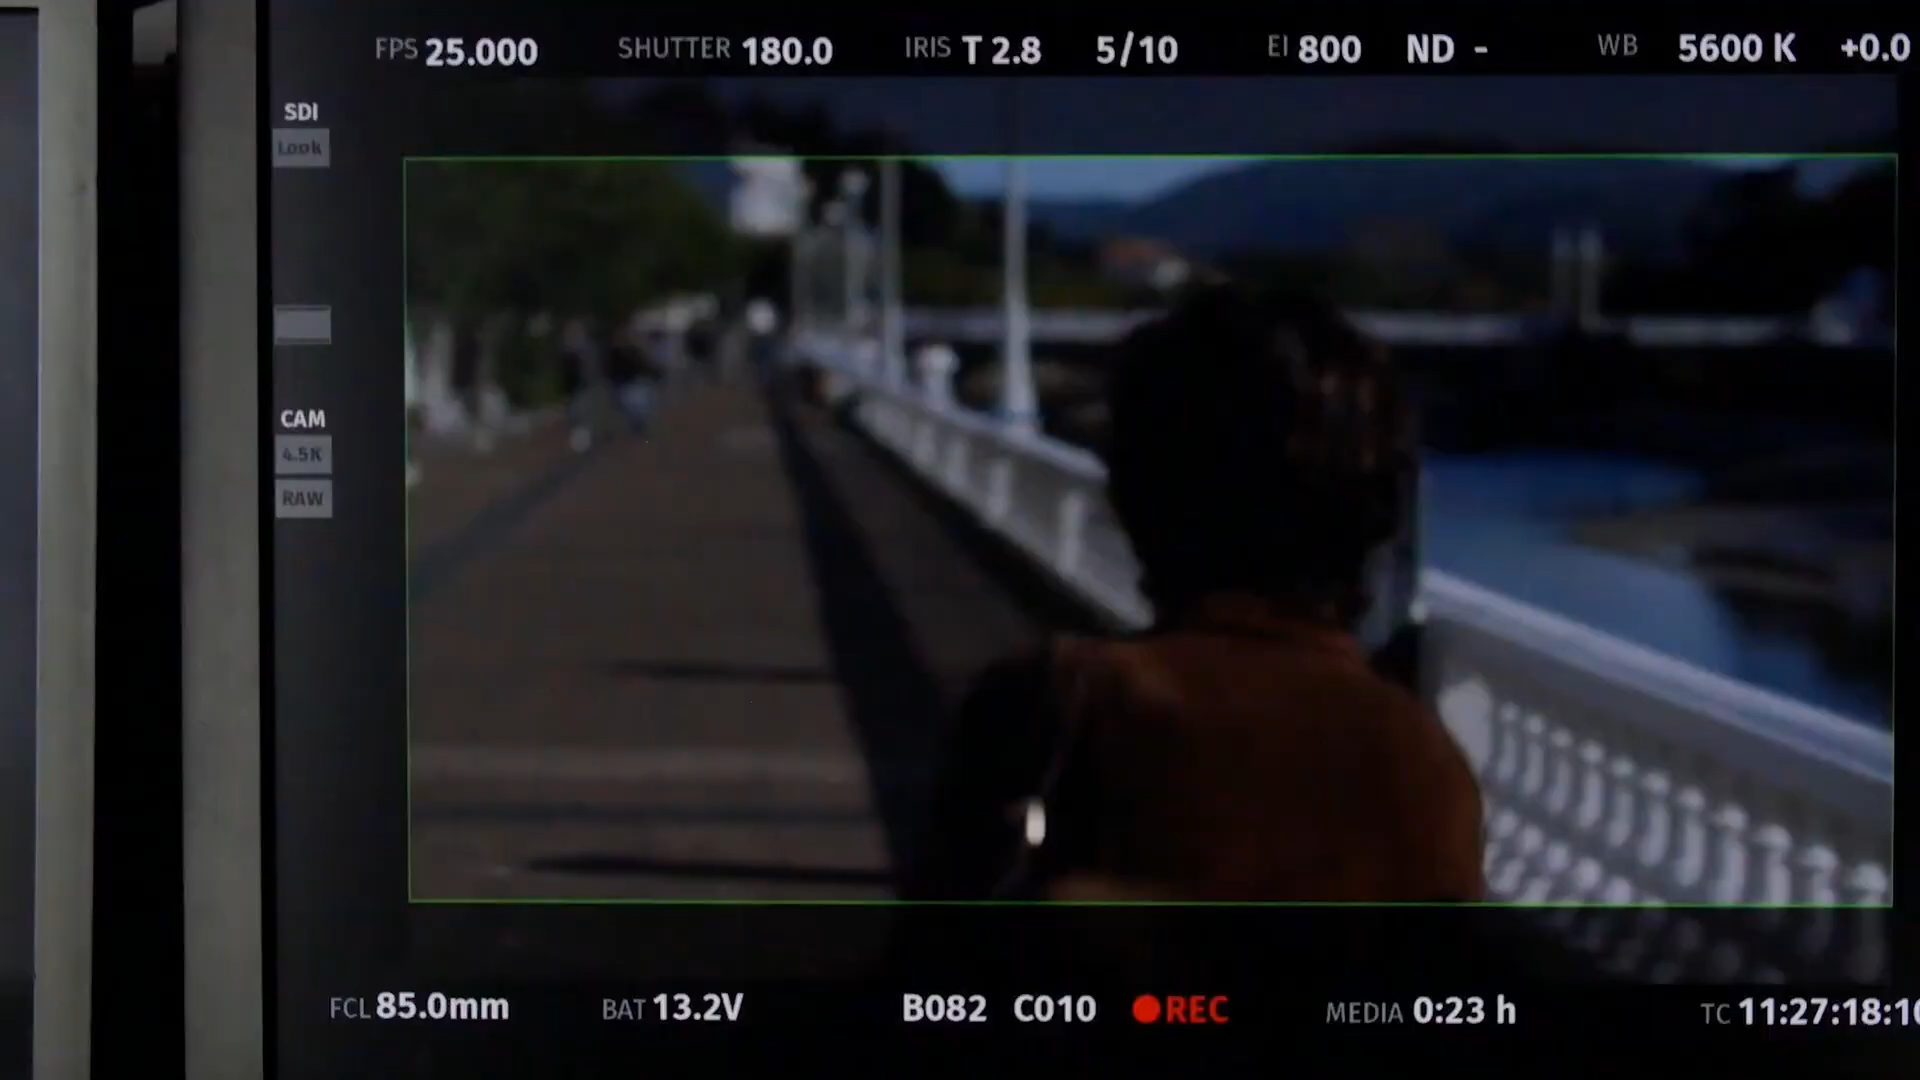 FPS 25.000 SHUTTER 180.0 IRIS T 2.8 5/10 EI 800 ND - WB 5600 K +0.0
SDI
Look
CAM
4.5K
RAW
FCL 85.0mm BAT 13.2V B082 C010 REC MEDIA 0:23 h TC 11:27:18:10